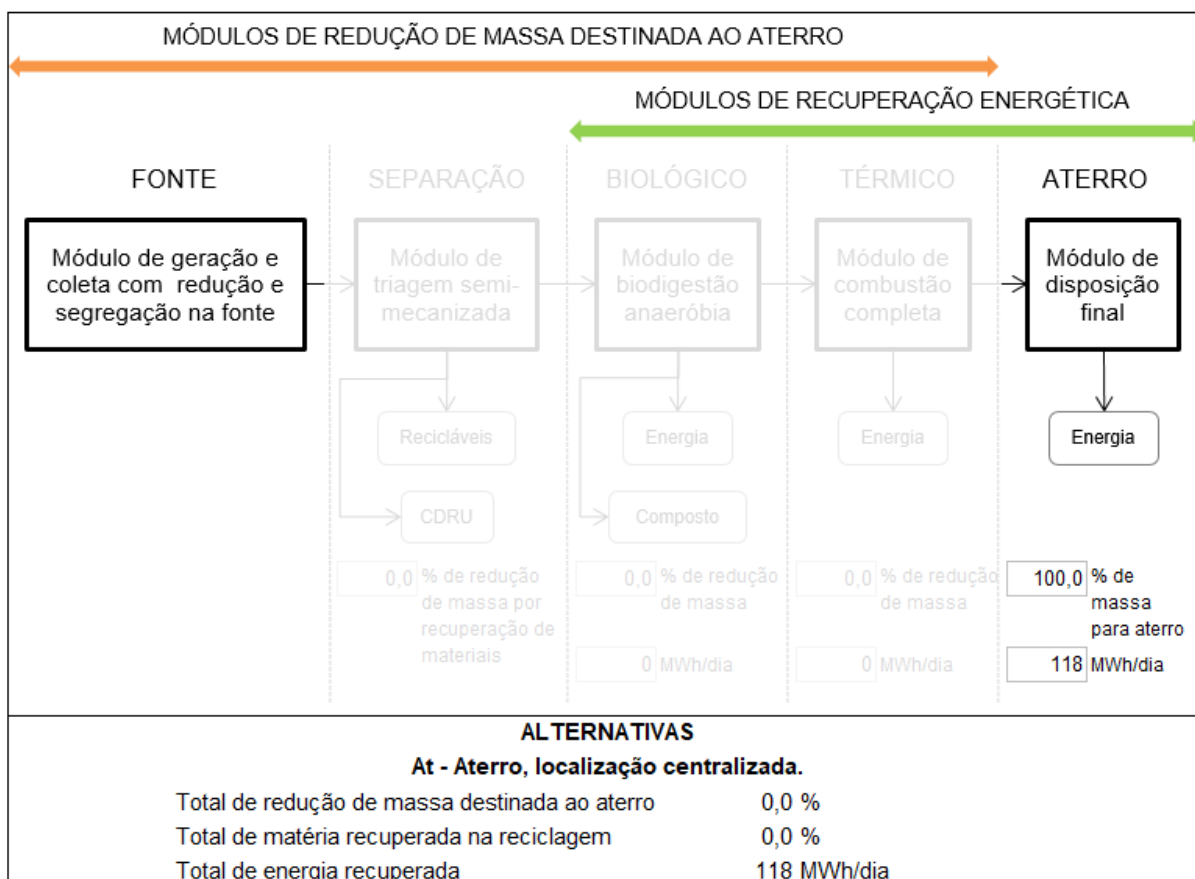 MÓDULOS DE REDUÇÃO DE MASSA DESTINADA AO ATERRO
MÓDULOS DE RECUPERAÇÃO ENERGÉTICA
FONTE
SEPARAÇÃO
BIOLÓGICO
TÉRMICO
ATERRO
Módulo de geração e
coleta com redução e
segregação na fonte
Módulo de
triagem semi-
mecanizada
Módulo de
biodigestão
anaeróbia
Módulo de
combustão
completa
Módulo de
disposição
final
Recicláveis
Energia
Energia
Energia
CDRU
Composto
0,0 % de redução
de massa por
recuperação de
materiais
0,0 % de redução
de massa
0,0 % de redução
de massa
100,0 % de
massa
para aterro
0 MWh/dia
0 MWh/dia
118 MWh/dia
ALTERNATIVAS
At - Aterro, localização centralizada.
Total de redução de massa destinada ao aterro 0,0 %
Total de matéria recuperada na reciclagem 0,0 %
Total de energia recuperada 118 MWh/dia